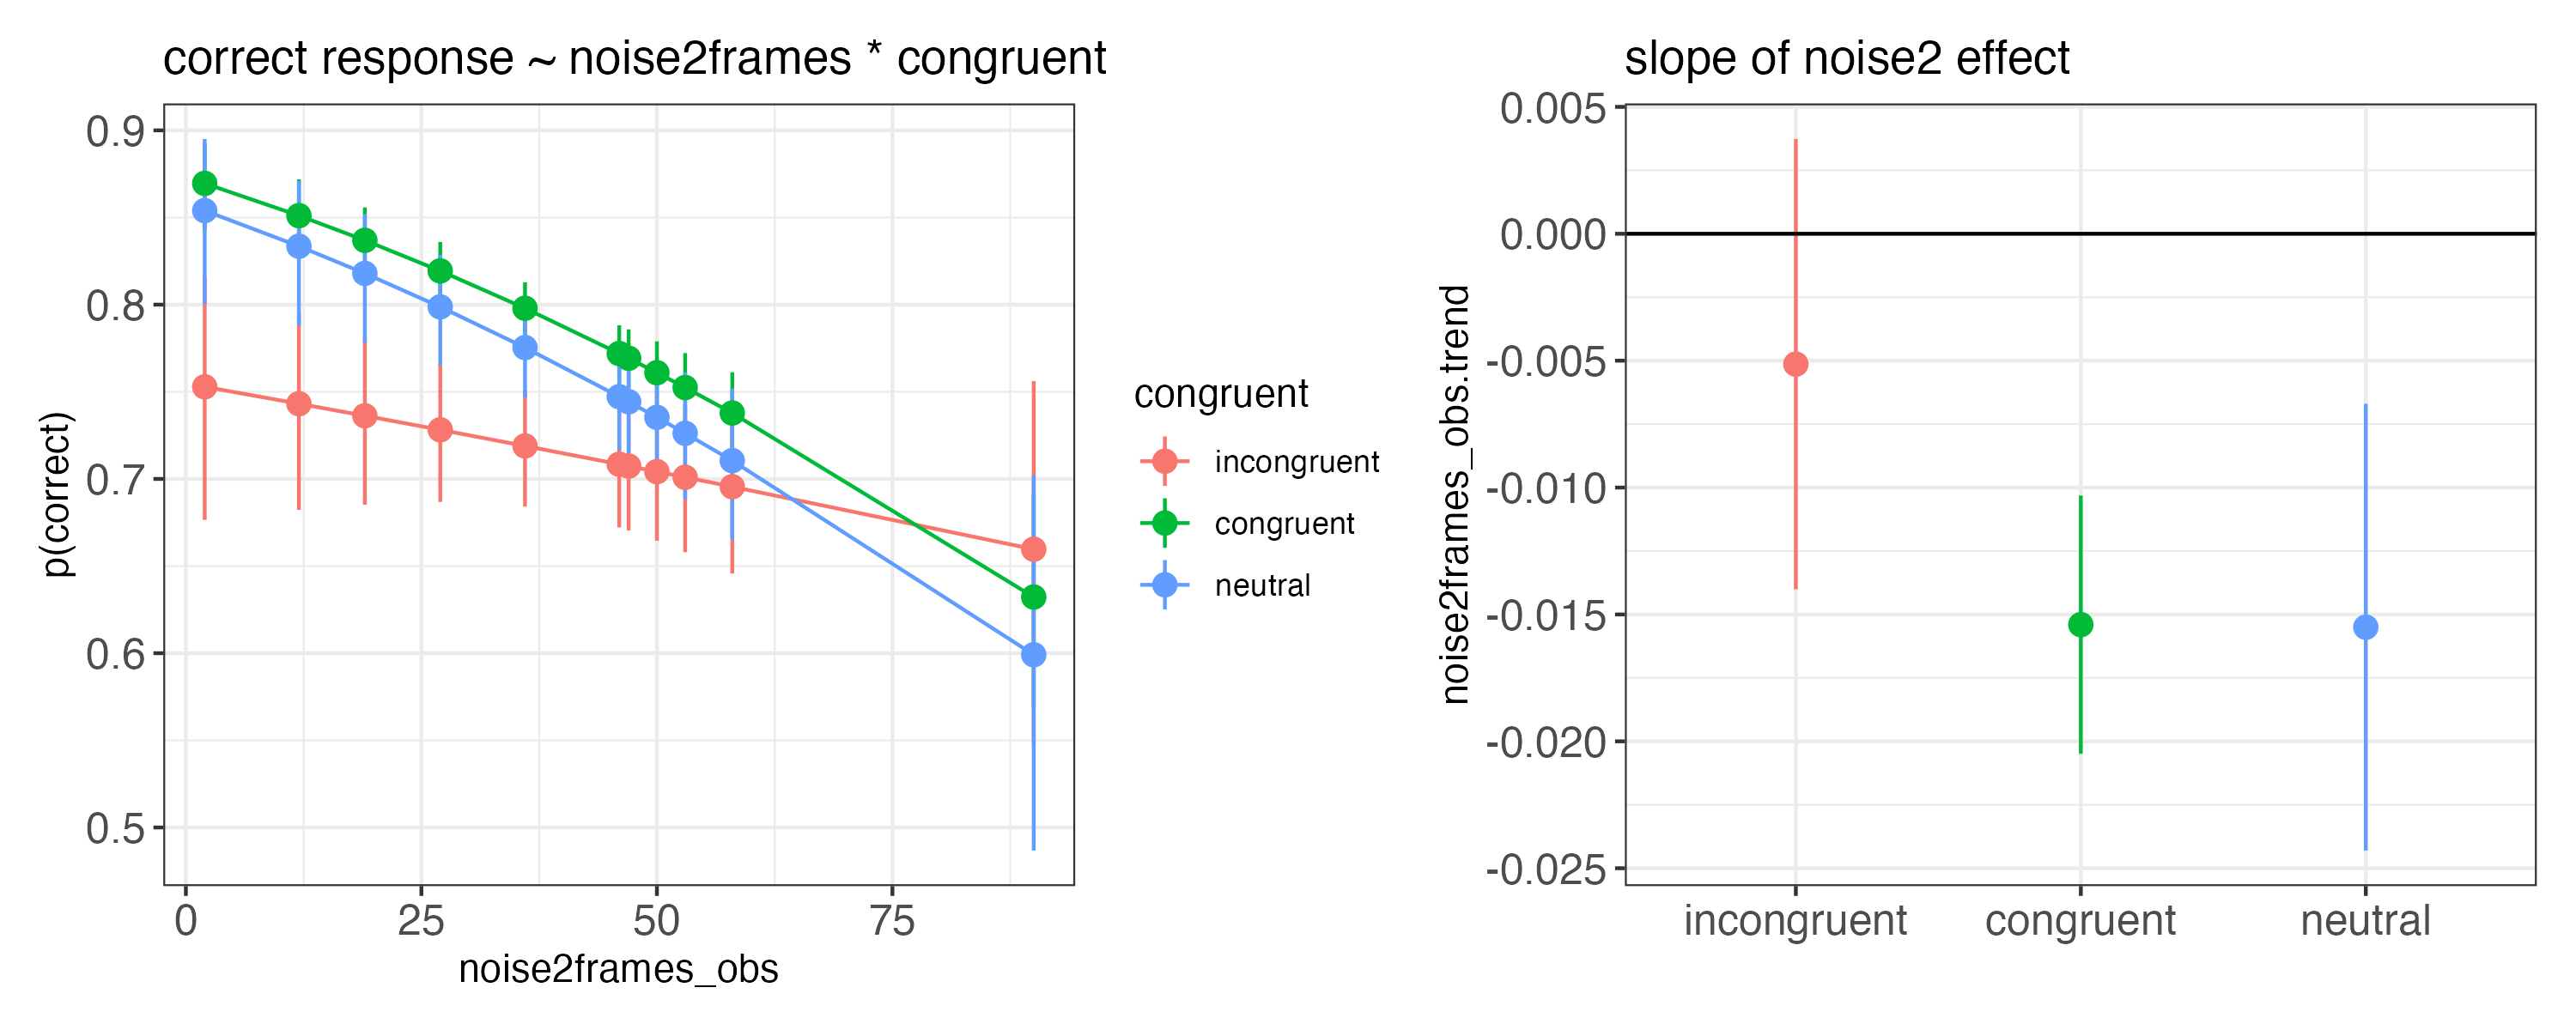 correct response ~ noise2frames * congruent
p(correct)
0.9
0.8
0.7
0.6
0.5
0
25
50
75
noise2frames_obs
congruent
incongruent
congruent
neutral
slope of noise2 effect
noise2frames_obs.trend
0.005
0.000
-0.005
-0.010
-0.015
-0.020
-0.025
incongruent
congruent
neutral